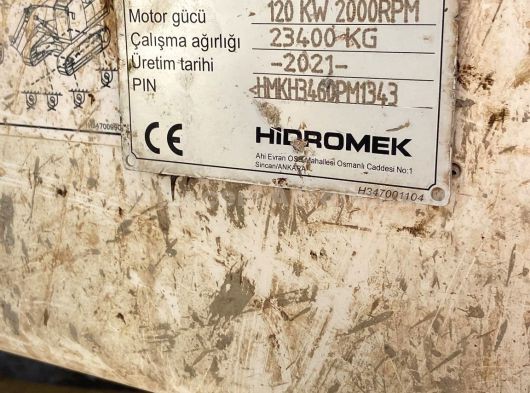 Motor gücü 120 KW 2000RPM
Çalışma ağırlığı 23400 KG
Üretim tarihi -2021-
PIN HMKH3460PM1343
CE HİDROMEK
Ahi Evran OSB Mahallesi Osmanlı Caddesi No:1
Sincan/ANKARA
H347001104